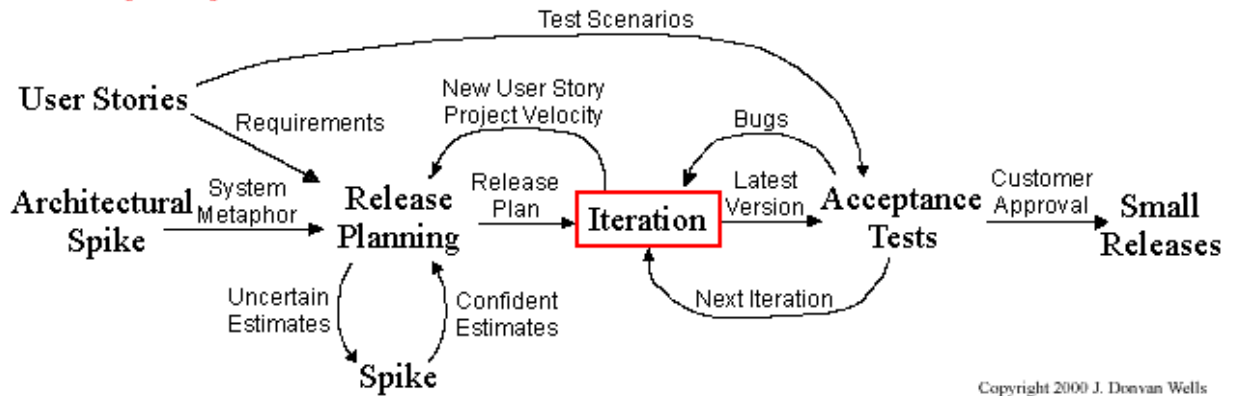 Test Scenarios
User Stories
New User Story
Project Velocity
Bugs
Requirements
Architectural
Spike
System
Metaphor
Release
Planning
Release
Plan
Iteration
Latest
Version
Acceptance
Tests
Customer
Approval
Small
Releases
Uncertain
Estimates
Confident
Estimates
Next Iteration
Spike
Copyright 2000 J. Donvan Wells